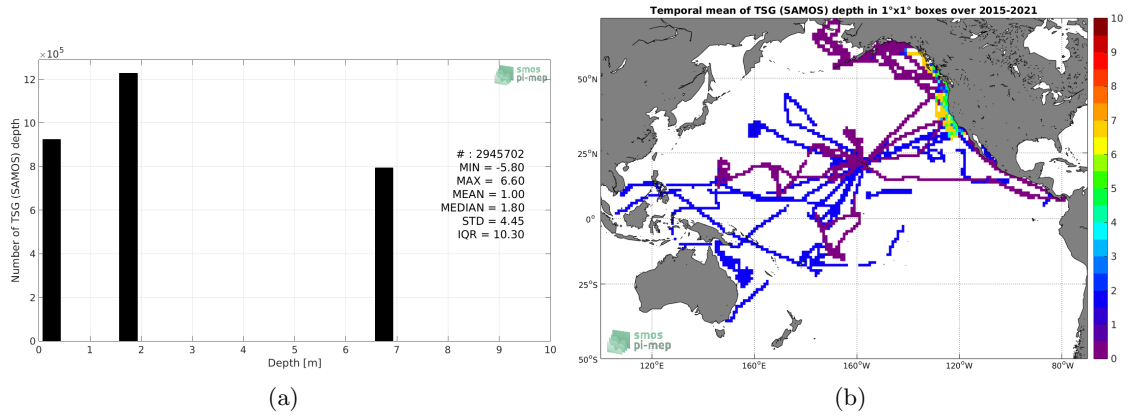 ×10⁵
12
10
8
6
4
2
0
Number of TSG (SAMOS) depth
smos
pi-mep
# : 2945702
MIN = -5.80
MAX = 6.60
MEAN = 1.00
MEDIAN = 1.80
STD = 4.45
IQR = 10.30
0 1 2 3 4 5 6 7 8 9 10
Depth [m]
(a)
Temporal mean of TSG (SAMOS) depth in 1°x1° boxes over 2015-2021
50°N
25°N
0°
25°S
50°S
smos
pi-mep
120°E 160°E 160°W 120°W 80°W
10
9
8
7
6
5
4
3
2
1
0
(b)